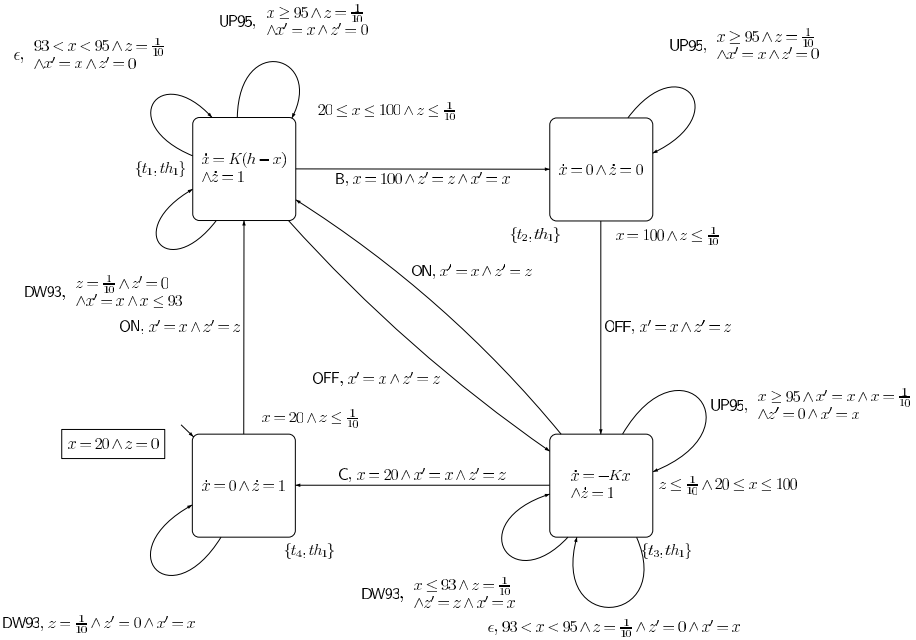 UP95, x ≥ 95 ∧ z = 1/10
∧x′ = x ∧ z′ = 0
ϵ, 93 < x < 95 ∧ z = 1/10
∧x′ = x ∧ z′ = 0
UP95, x ≥ 95 ∧ z = 1/10
∧x′ = x ∧ z′ = 0
20 ≤ x ≤ 100 ∧ z ≤ 1/10
{t₁, th₁}
ẋ = K(h − x)
∧ż = 1
B, x = 100 ∧ z′ = z ∧ x′ = x
ẋ = 0 ∧ ż = 0
{t₂, th₁}
x = 100 ∧ z ≤ 1/10
DW93, z = 1/10 ∧ z′ = 0
∧x′ = x ∧ x ≤ 93
ON, x′ = x ∧ z′ = z
ON, x′ = x ∧ z′ = z
OFF, x′ = x ∧ z′ = z
OFF, x′ = x ∧ z′ = z
x = 20 ∧ z ≤ 1/10
UP95, x ≥ 95 ∧ x′ = x ∧ x = 1/10
∧z′ = 0 ∧ x′ = x
x = 20 ∧ z = 0
ẋ = 0 ∧ ż = 1
C, x = 20 ∧ x′ = x ∧ z′ = z
ẋ = −Kx
∧ż = 1
z ≤ 1/10 ∧ 20 ≤ x ≤ 100
{t₄, th₁}
{t₃, th₁}
DW93, x ≤ 93 ∧ z = 1/10
∧z′ = z ∧ x′ = x
DW93, z = 1/10 ∧ z′ = 0 ∧ x′ = x
ϵ, 93 < x < 95 ∧ z = 1/10 ∧ z′ = 0 ∧ x′ = x